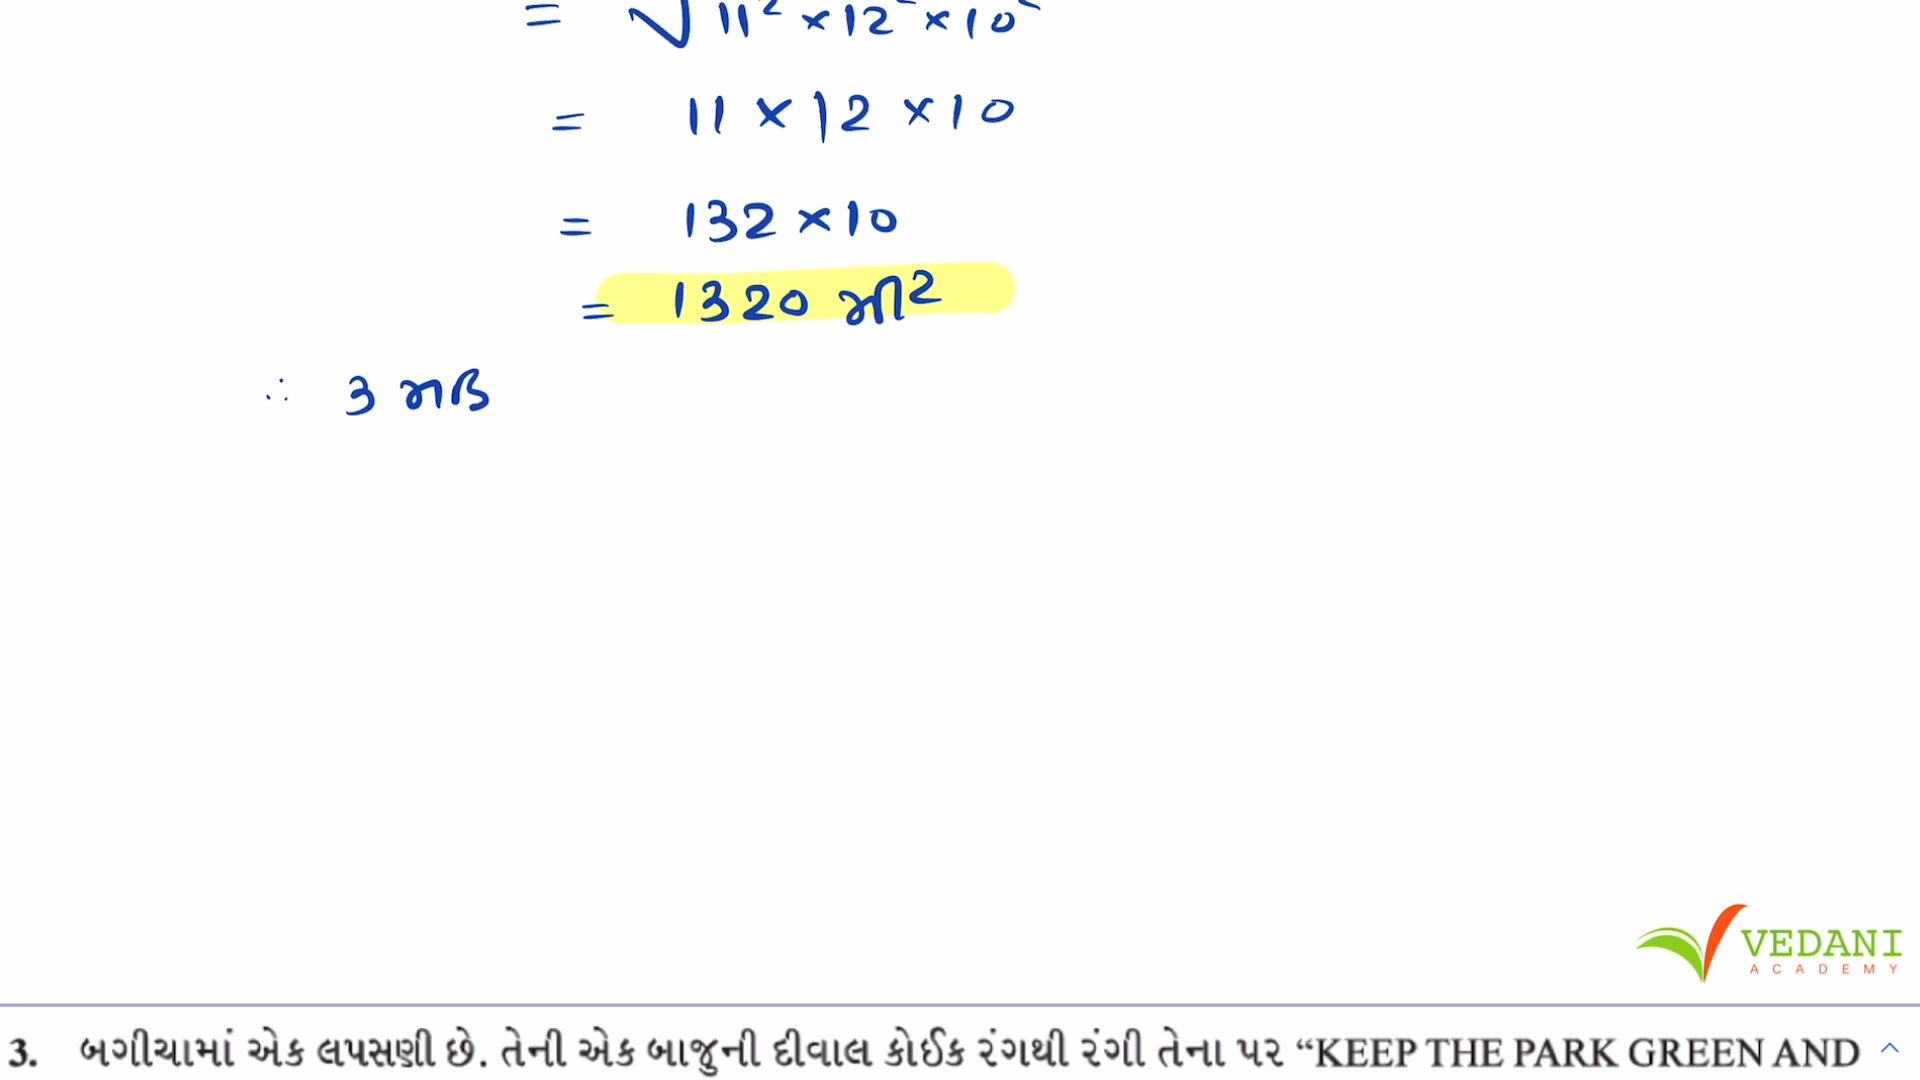 = √11² × 12² × 10²
= 11 × 12 × 10
= 132 × 10
= 1320 મી²
∴ 3 માસ
VEDANI
ACADEMY
3. બગીચામાં એક લપસણી છે. તેની એક બાજુની દીવાલ કોઈક રંગથી રંગી તેના પર “KEEP THE PARK GREEN AND